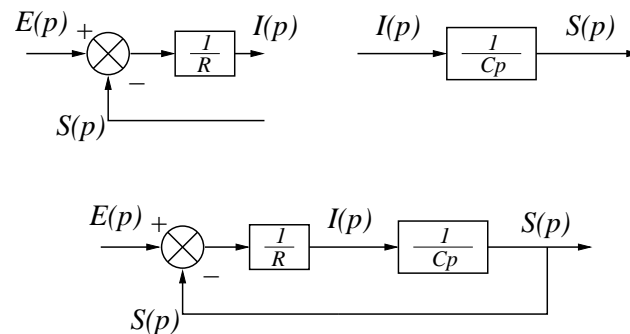 E(p) + 1/R I(p)
−
S(p)
I(p) 1/Cp S(p)
E(p) + 1/R I(p) 1/Cp S(p)
−
S(p)